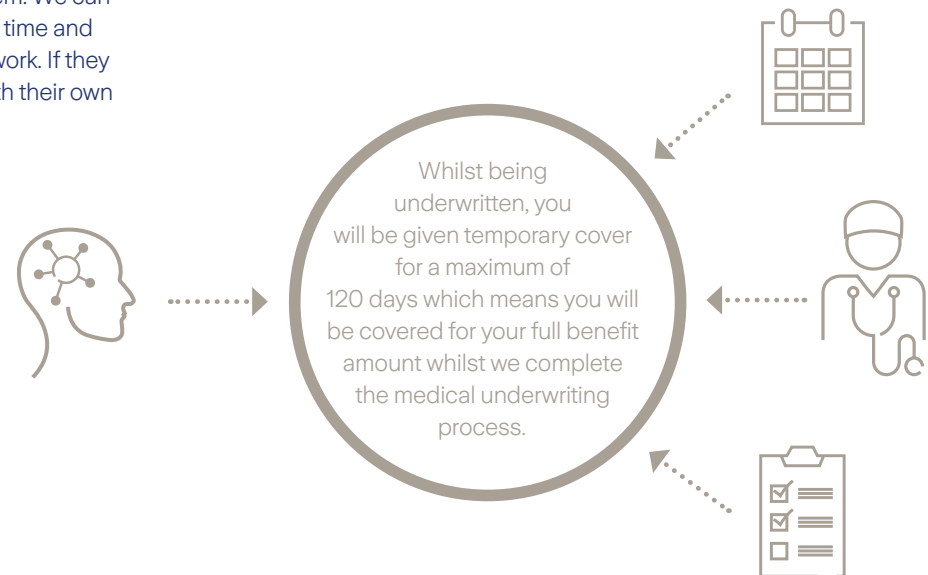 time and
work. If they
their own
Whilst being
underwritten, you
will be given temporary cover
for a maximum of
120 days which means you will
be covered for your full benefit
amount whilst we complete
the medical underwriting
process.